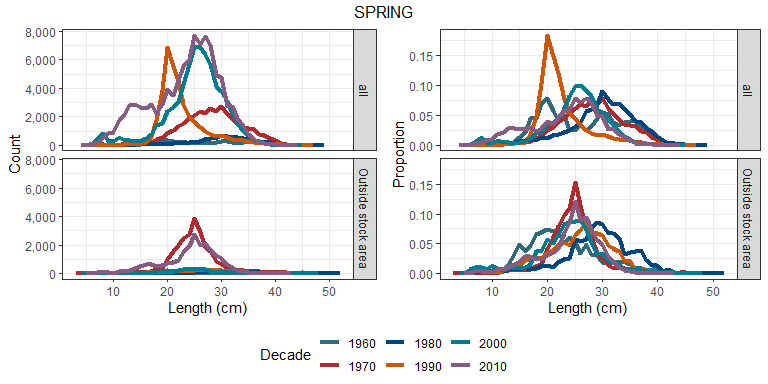 SPRING
8,000
6,000
4,000
2,000
0
all
8,000
6,000
4,000
2,000
0
Outside stock area
Count
10 20 30 40 50
Length (cm)
0.15
0.10
0.05
0.00
all
0.15
0.10
0.05
0.00
Outside stock area
Proportion
10 20 30 40 50
Length (cm)
Decade
1960 1980 2000
1970 1990 2010